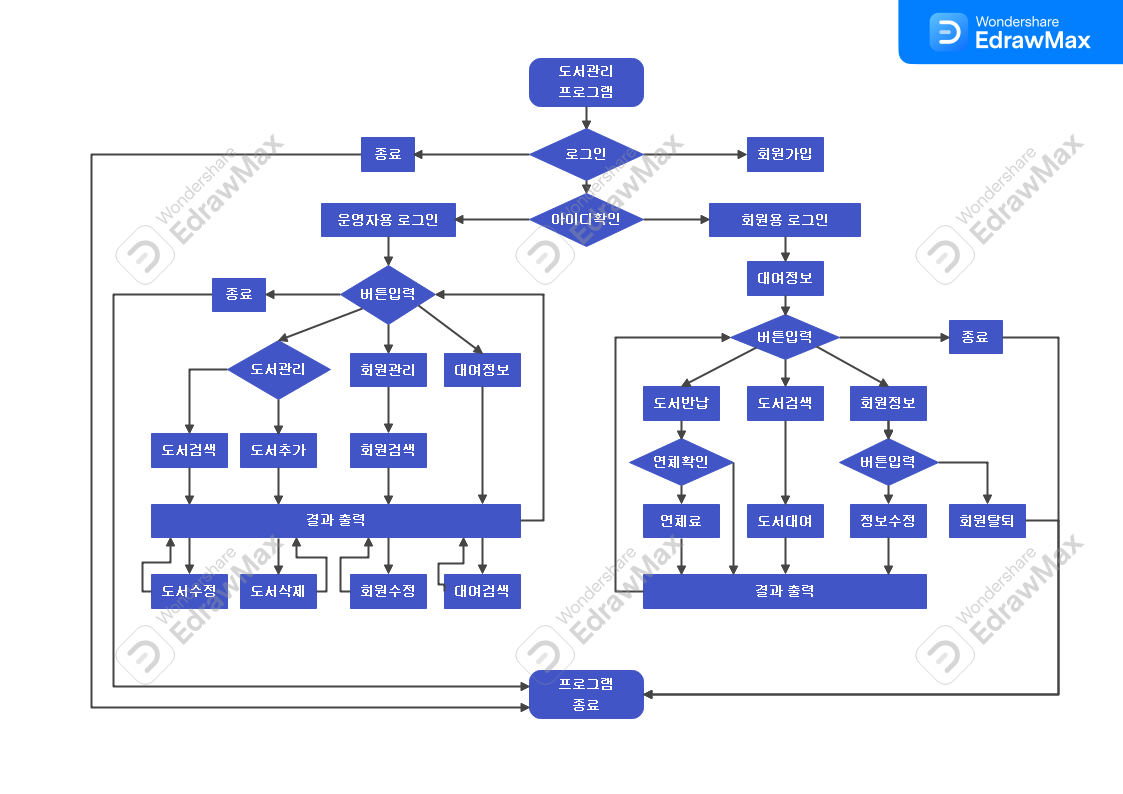 Wondershare
EdrawMax
도서관리
프로그램
종료
로그인
회원가입
운영자용 로그인
아이디확인
회원용 로그인
대여정보
종료
버튼입력
버튼입력
종료
도서관리
회원관리
대여정보
도서반납
도서검색
회원정보
도서검색
도서추가
회원검색
연체확인
버튼입력
결과 출력
연체료
도서대여
정보수정
회원탈퇴
도서수정
도서삭제
회원수정
대여검색
결과 출력
프로그램
종료
Wondershare
EdrawMax
Wondershare
EdrawMax
Wondershare
EdrawMax
Wondershare
EdrawMax
Wondershare
EdrawMax
Wondershare
EdrawMax